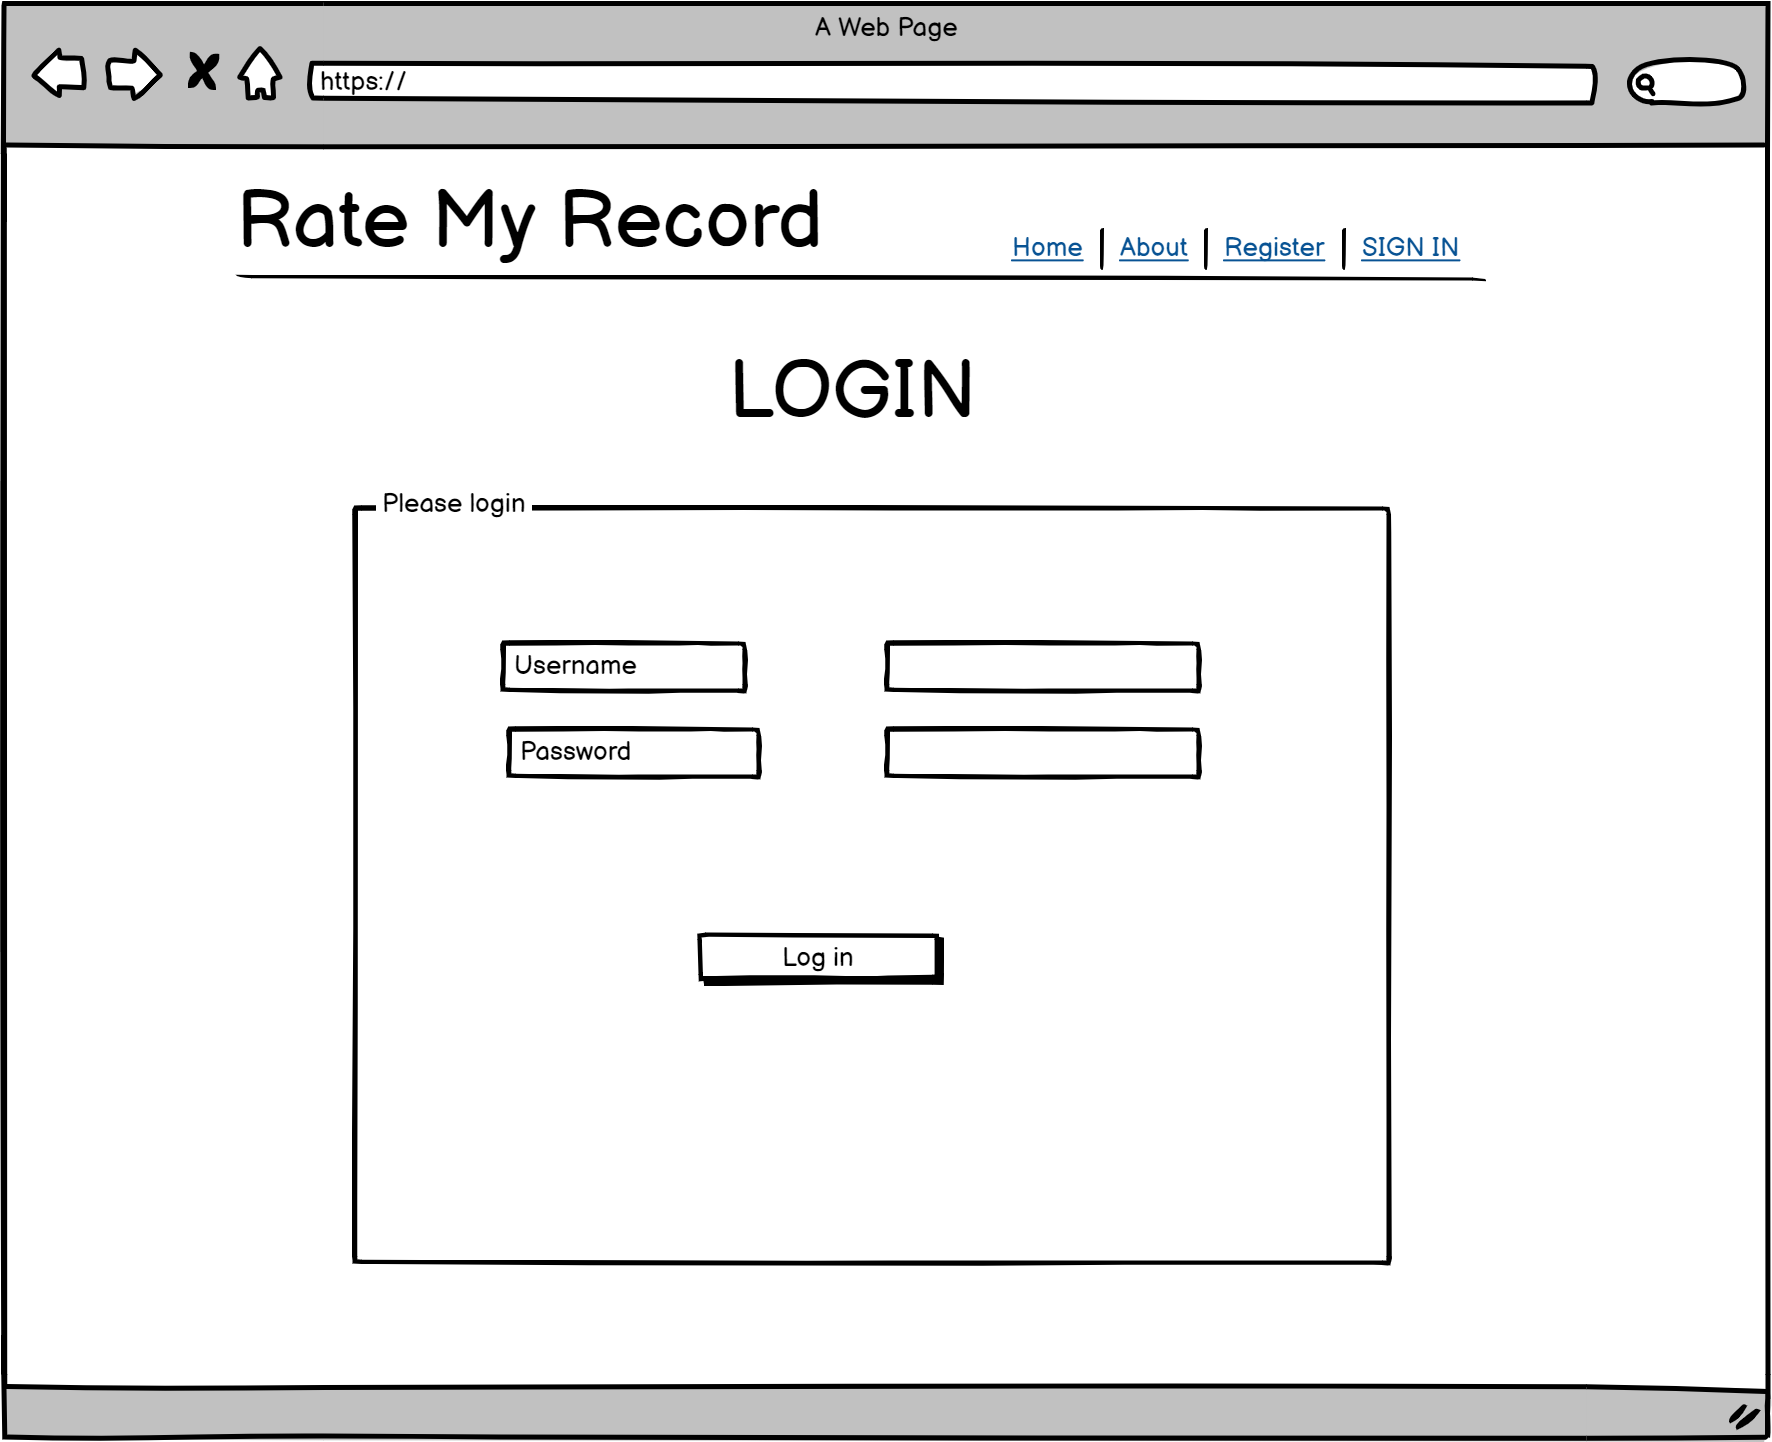 A Web Page
https://
Rate My Record
Home | About | Register | SIGN IN
LOGIN
Please login
Username
Password
Log in